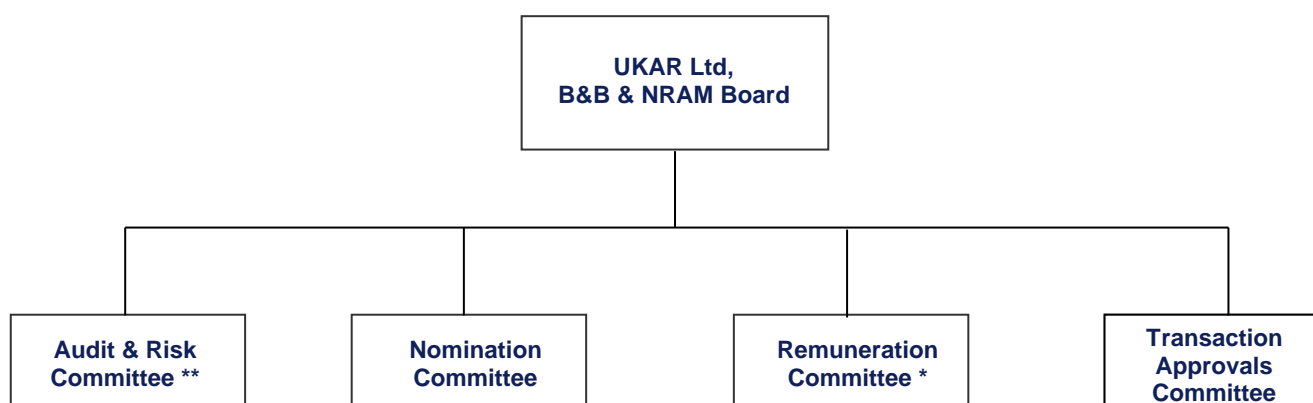 UKAR Ltd,
B&B & NRAM Board
Audit & Risk
Committee **
Nomination
Committee
Remuneration
Committee *
Transaction
Approvals
Committee